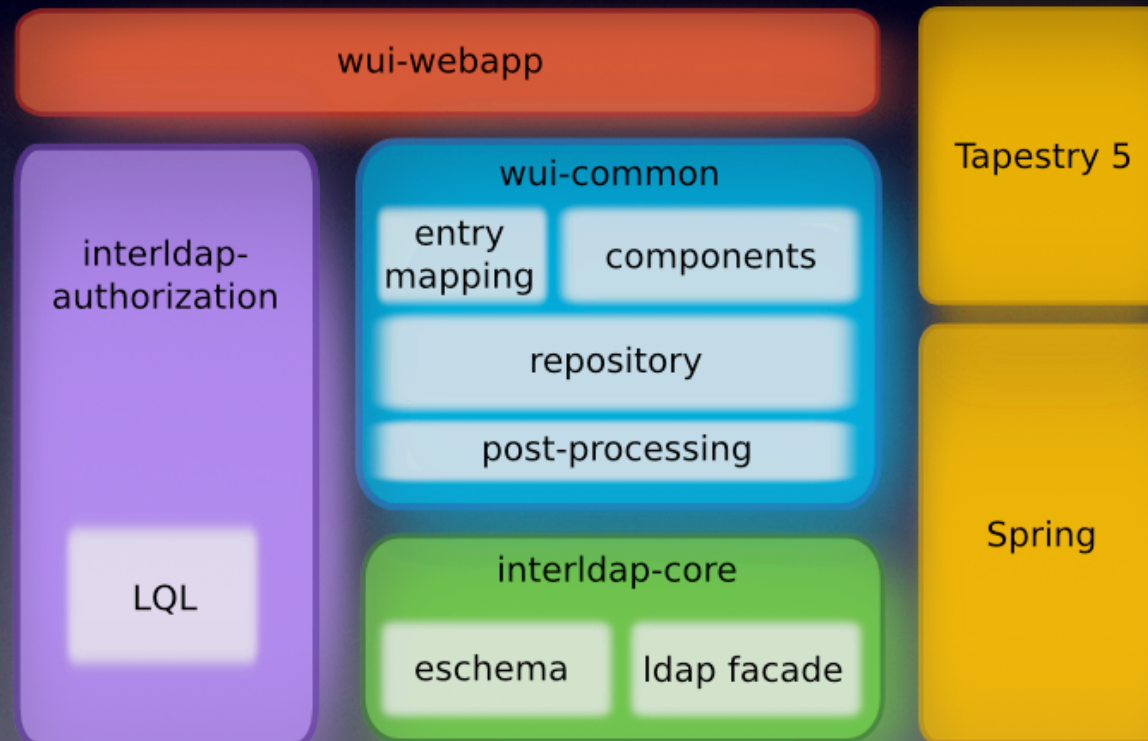 wui-webapp
Tapestry 5
wui-common
entry
mapping
components
interldap-
authorization
repository
post-processing
Spring
interldap-core
LQL
eschema
ldap facade